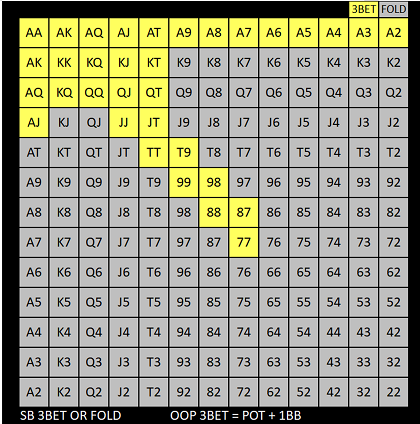 3BET FOLD
AA AK AQ AJ AT A9 A8 A7 A6 A5 A4 A3 A2
AK KK KQ KJ KT K9 K8 K7 K6 K5 K4 K3 K2
AQ KQ QQ QJ QT Q9 Q8 Q7 Q6 Q5 Q4 Q3 Q2
AJ KJ QJ JJ JT J9 J8 J7 J6 J5 J4 J3 J2
AT KT QT JT TT T9 T8 T7 T6 T5 T4 T3 T2
A9 K9 Q9 J9 T9 99 98 97 96 95 94 93 92
A8 K8 Q8 J8 T8 98 88 87 86 85 84 83 82
A7 K7 Q7 J7 T7 97 87 77 76 75 74 73 72
A6 K6 Q6 J6 T6 96 86 76 66 65 64 63 62
A5 K5 Q5 J5 T5 95 85 75 65 55 54 53 52
A4 K4 Q4 J4 T4 94 84 74 64 54 44 43 42
A3 K3 Q3 J3 T3 93 83 73 63 53 43 33 32
A2 K2 Q2 J2 T2 92 82 72 62 52 42 32 22
SB 3BET OR FOLD OOP 3BET = POT + 1BB